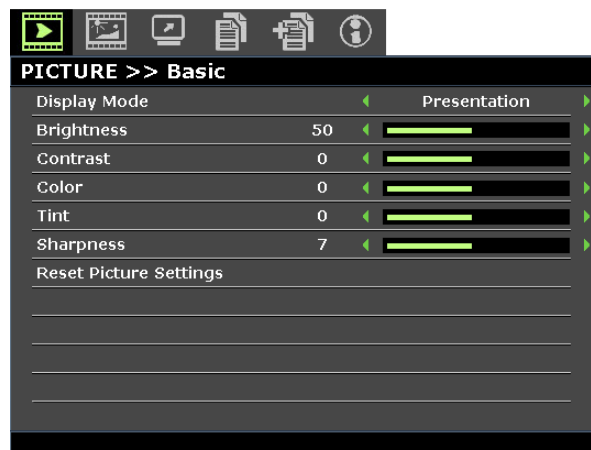 PICTURE >> Basic
Display Mode Presentation
Brightness 50
Contrast 0
Color 0
Tint 0
Sharpness 7
Reset Picture Settings